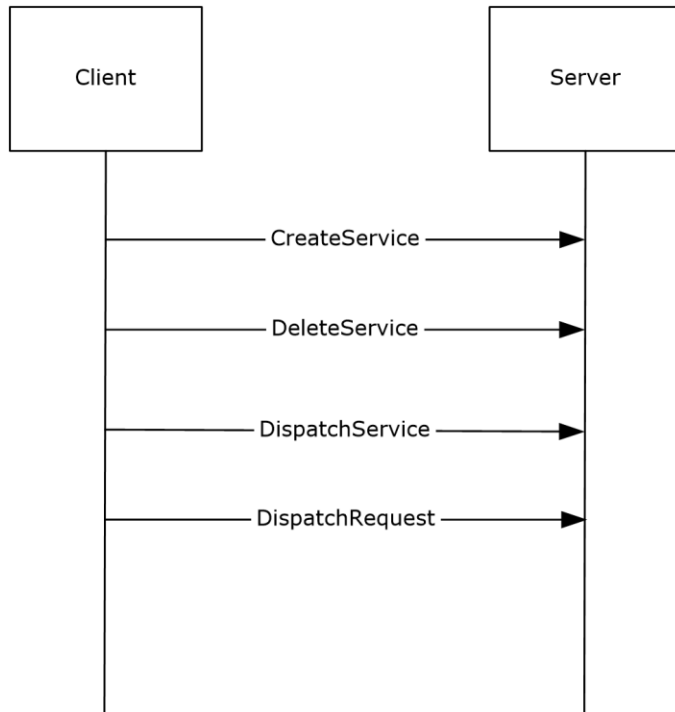 Client
Server
CreateService
DeleteService
DispatchService
DispatchRequest